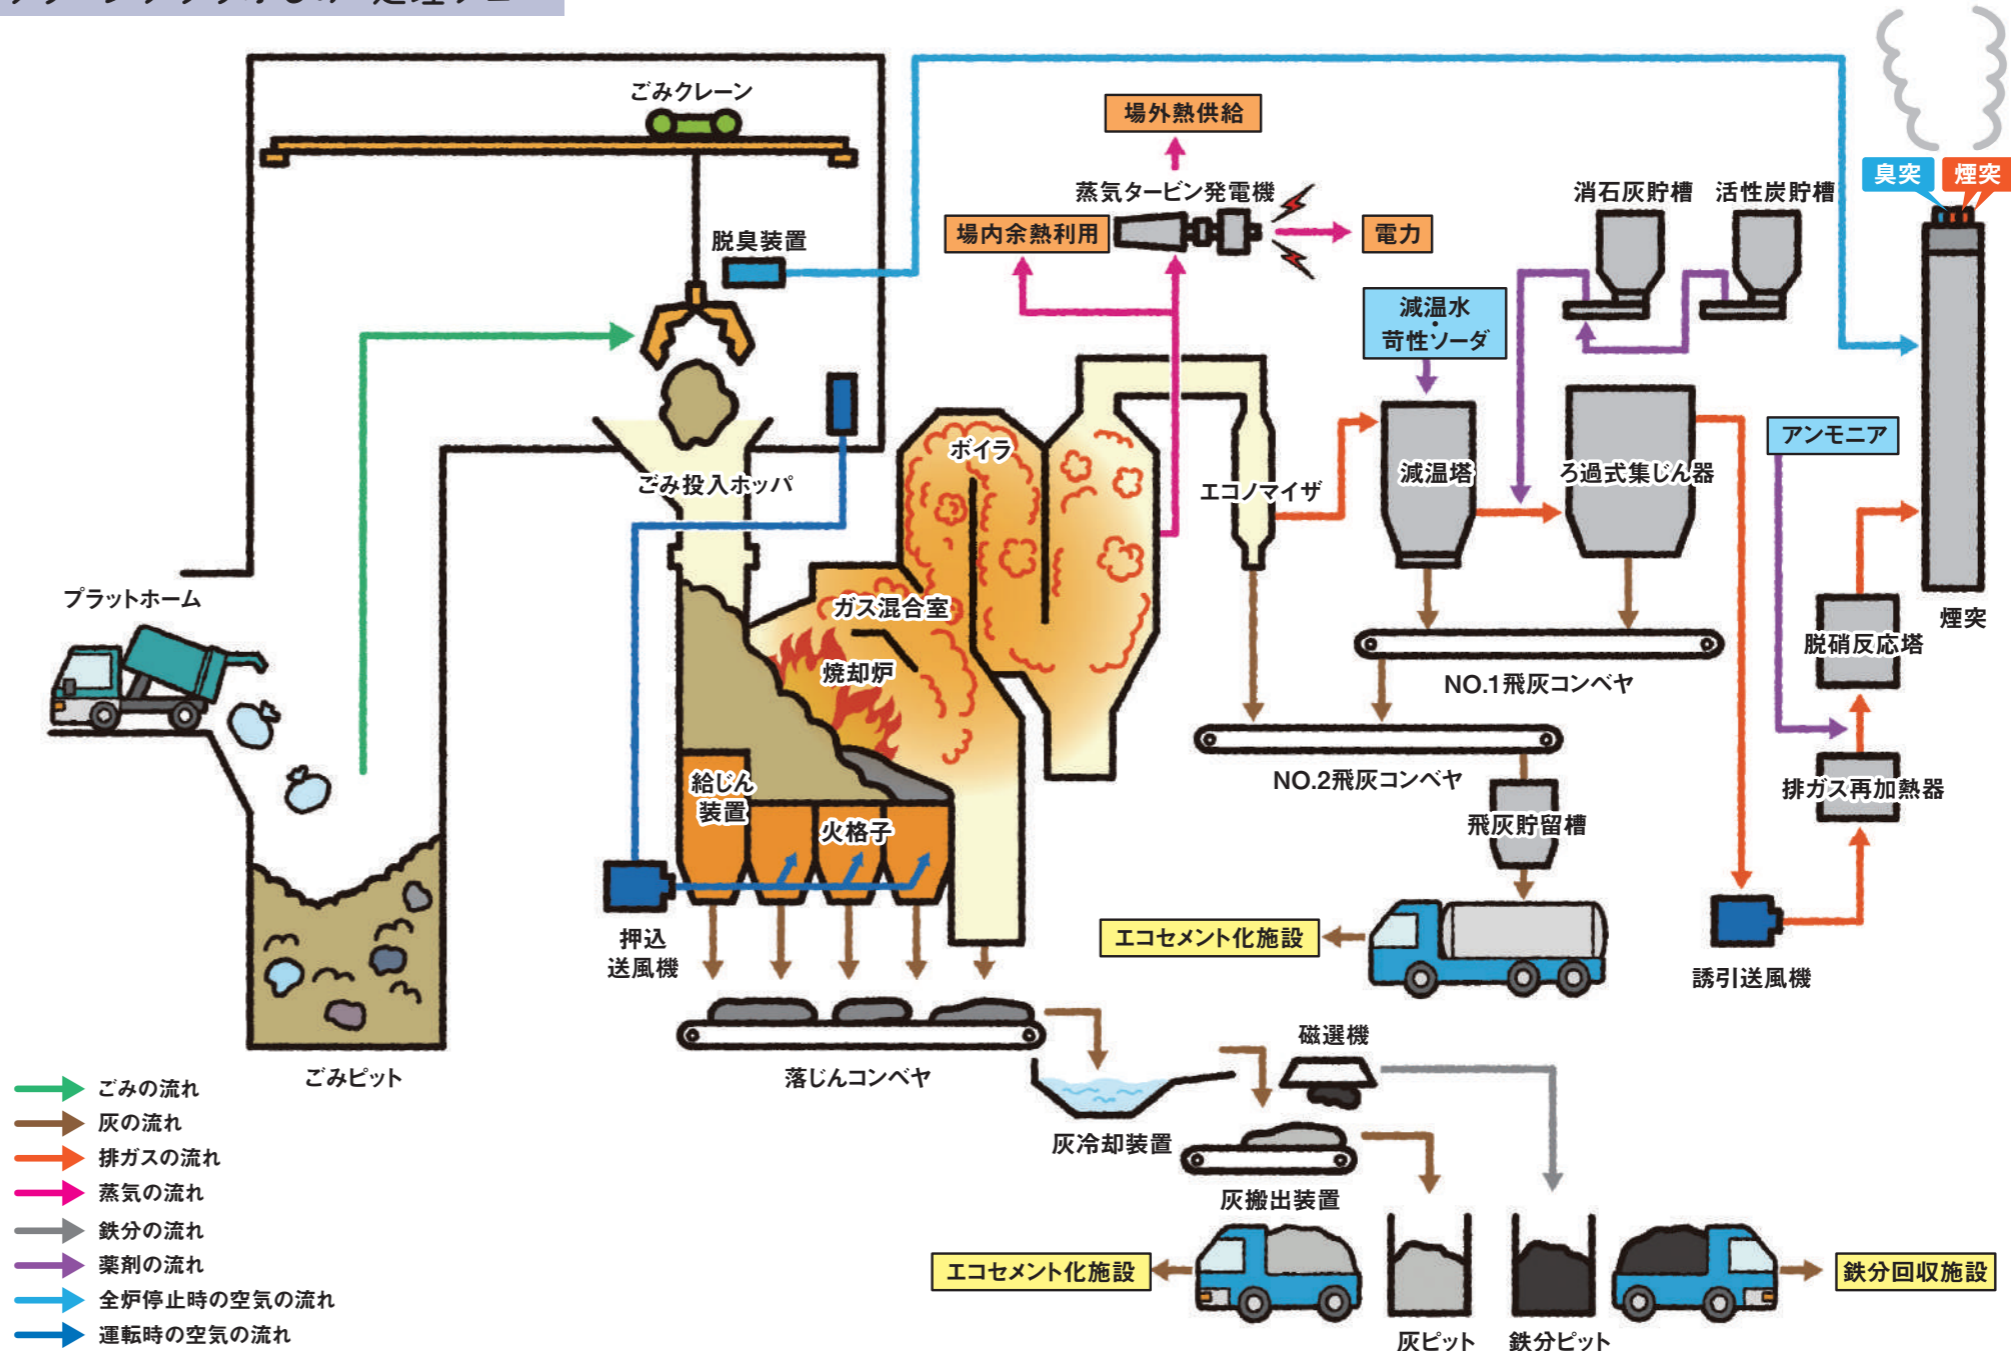 ごみクレーン
場外熱供給
蒸気タービン発電機
場内余熱利用
電力
脱臭装置
消石灰貯槽
活性炭貯槽
臭突
煙突
減温水
・
苛性ソーダ
アンモニア
ごみ投入ホッパ
ボイラ
エコノマイザ
減温塔
ろ過式集じん器
プラットホーム
ガス混合室
焼却炉
煙突
脱硝反応塔
NO.1飛灰コンベヤ
NO.2飛灰コンベヤ
排ガス再加熱器
給じん
装置
火格子
飛灰貯留槽
押込
送風機
エコセメント化施設
誘引送風機
ごみピット
落じんコンベヤ
磁選機
灰冷却装置
灰搬出装置
エコセメント化施設
鉄分回収施設
灰ピット
鉄分ピット
ごみの流れ
灰の流れ
排ガスの流れ
蒸気の流れ
鉄分の流れ
薬剤の流れ
全炉停止時の空気の流れ
運転時の空気の流れ